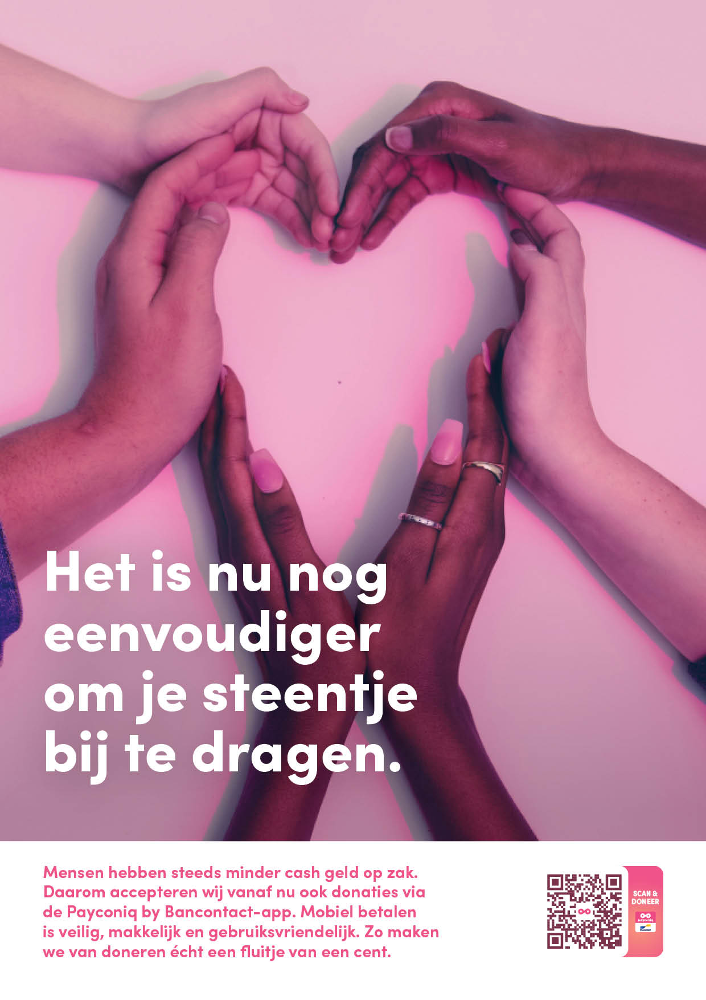 Het is nu nog
eenvoudiger
om je steentje
bij te dragen.
Mensen hebben steeds minder cash geld op zak.
Daarom accepteren wij vanaf nu ook donaties via
de Payconiq by Bancontact-app. Mobiel betalen
is veilig, makkelijk en gebruiksvriendelijk. Zo maken
we van doneren écht een fluitje van een cent.
SCAN &
DONEER
payconiq
Bancontact